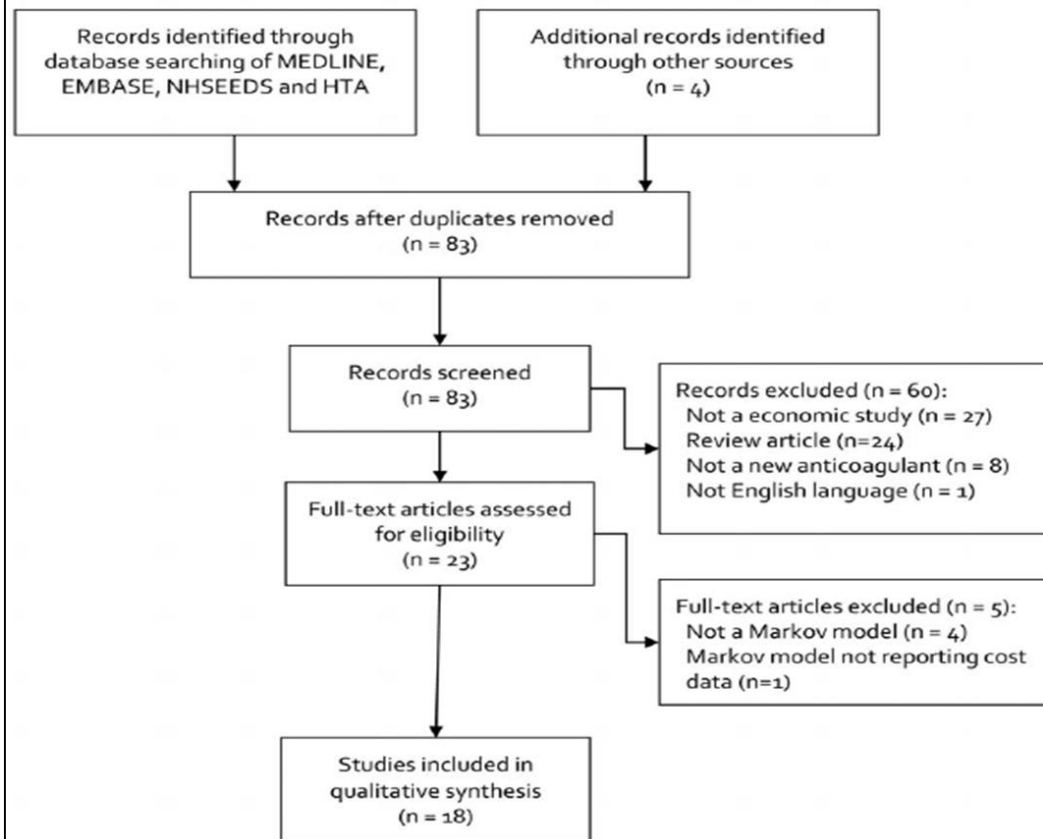 Records identified through
database searching of MEDLINE,
EMBASE, NHSEEDS and HTA
Additional records identified
through other sources
(n = 4)
Records after duplicates removed
(n = 83)
Records screened
(n = 83)
Records excluded (n = 60):
Not a economic study (n = 27)
Review article (n=24)
Not a new anticoagulant (n = 8)
Not English language (n = 1)
Full-text articles assessed
for eligibility
(n = 23)
Full-text articles excluded (n = 5):
Not a Markov model (n = 4)
Markov model not reporting cost
data (n=1)
Studies included in
qualitative synthesis
(n = 18)